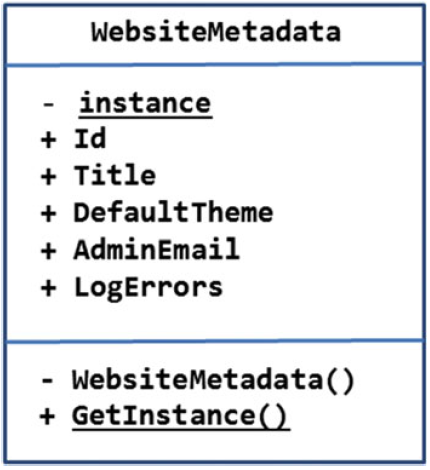 WebsiteMetadata
- instance
+ Id
+ Title
+ DefaultTheme
+ AdminEmail
+ LogErrors
- WebsiteMetadata()
+ GetInstance()